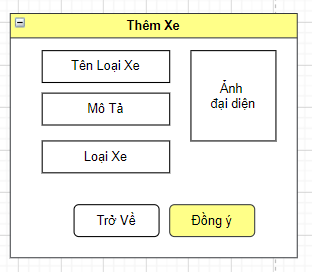 Thêm Xe
Tên Loại Xe
Mô Tả
Loại Xe
Ảnh
đại diện
Trở Về
Đồng ý